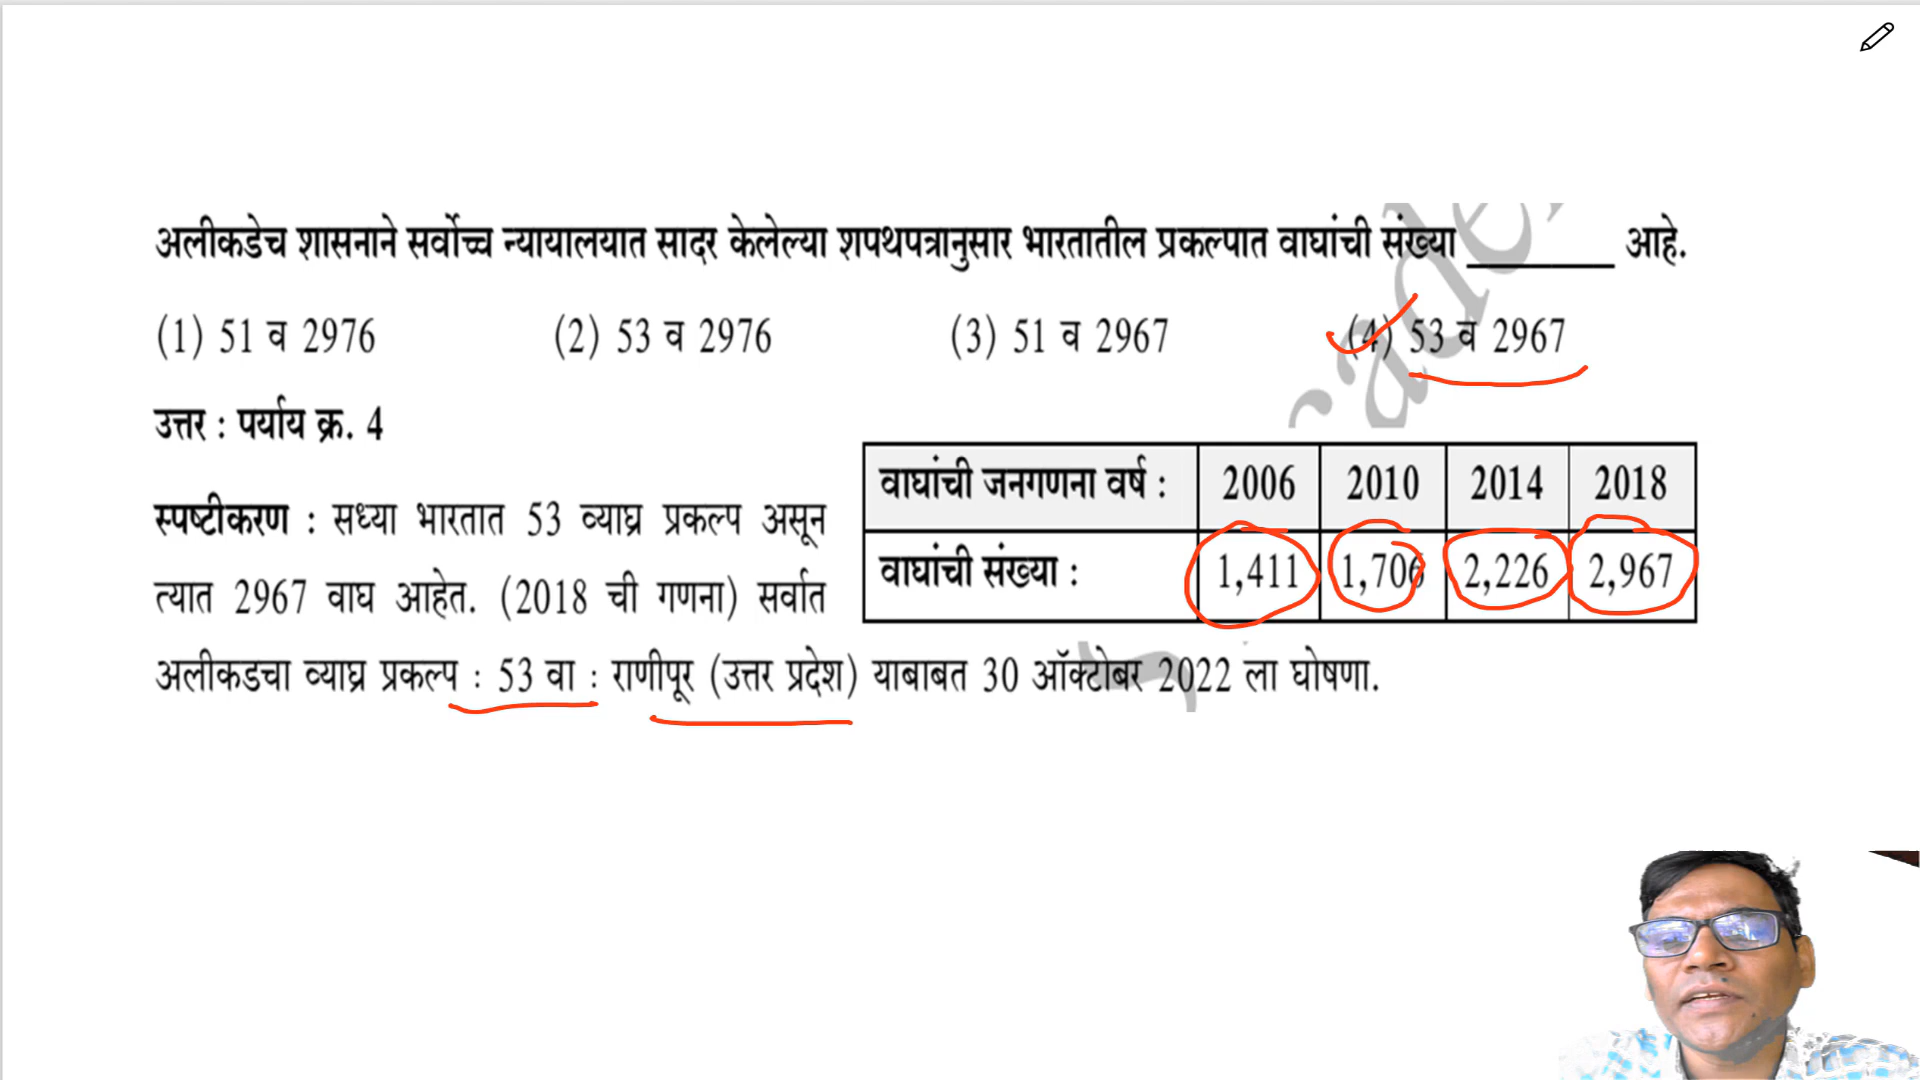 अलीकडेच शासनाने सर्वोच्च न्यायालयात सादर केलेल्या शपथपत्रानुसार भारतातील प्रकल्पात वाघांची संख्या ________ आहे.
(1) 51 व 2976 (2) 53 व 2976 (3) 51 व 2967 (4) 53 व 2967
उत्तर : पर्याय क्र. 4
वाघांची जनगणना वर्ष : 2006 2010 2014 2018
वाघांची संख्या : 1,411 1,706 2,226 2,967
स्पष्टीकरण : सध्या भारतात 53 व्याघ्र प्रकल्प असून
त्यात 2967 वाघ आहेत. (2018 ची गणना) सर्वात
अलीकडचा व्याघ्र प्रकल्प : 53 वा : राणीपूर (उत्तर प्रदेश) याबाबत 30 ऑक्टोबर 2022 ला घोषणा.